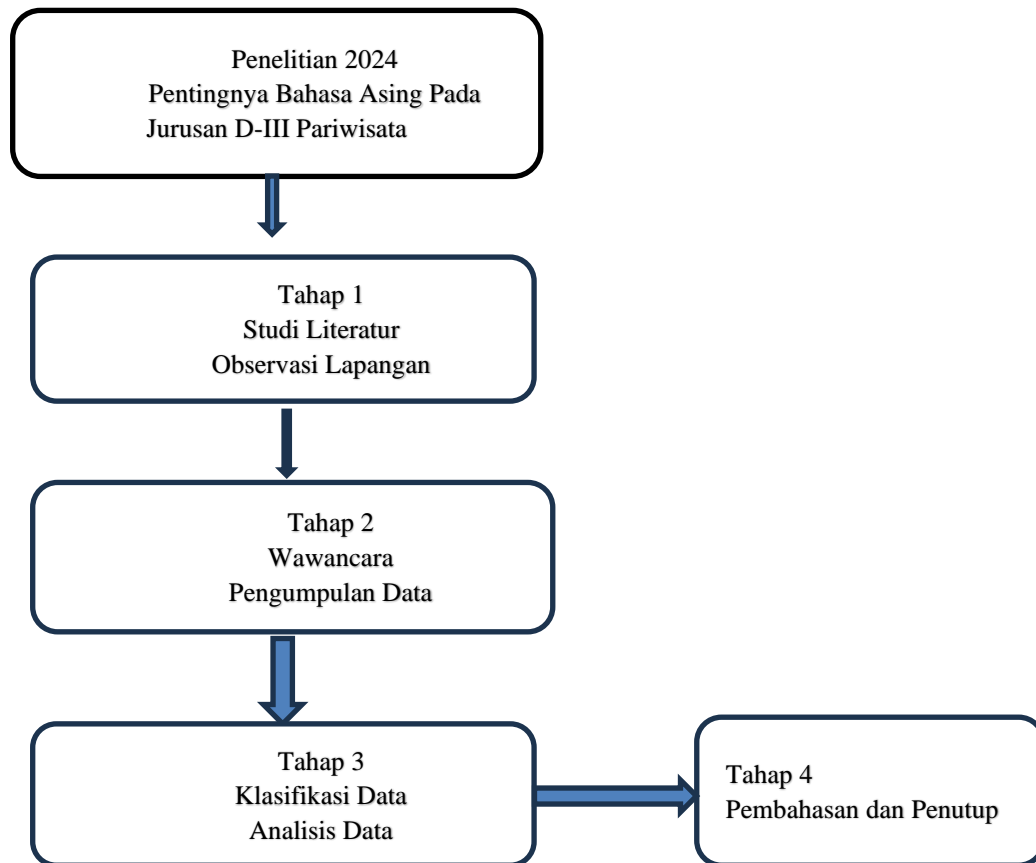 Penelitian 2024
Pentingnya Bahasa Asing Pada
Jurusan D-III Pariwisata
Tahap 1
Studi Literatur
Observasi Lapangan
Tahap 2
Wawancara
Pengumpulan Data
Tahap 3
Klasifikasi Data
Analisis Data
Tahap 4
Pembahasan dan Penutup